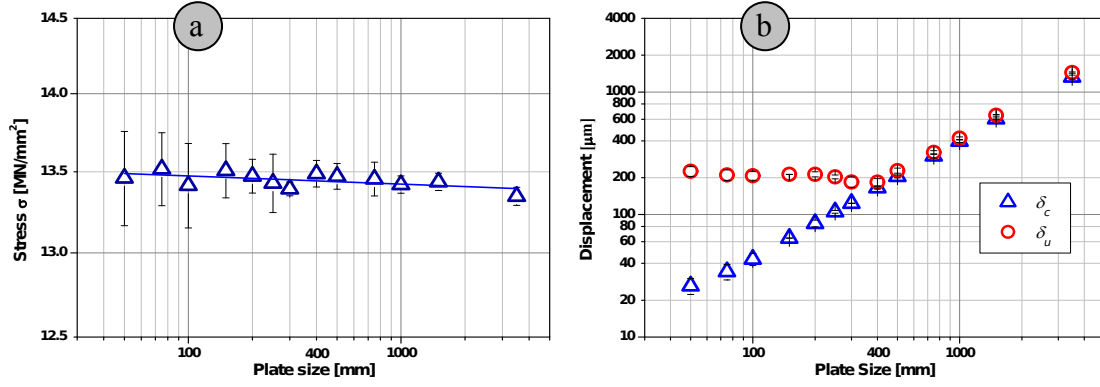 a
14.5
14.0
13.5
13.0
12.5
Stress σ [MN/mm²]
100
400
1000
Plate size [mm]
b
4000
1000
800
600
400
200
100
80
60
40
20
10
Displacement |µm]
100
400
1000
Plate Size [mm]
δc
δu